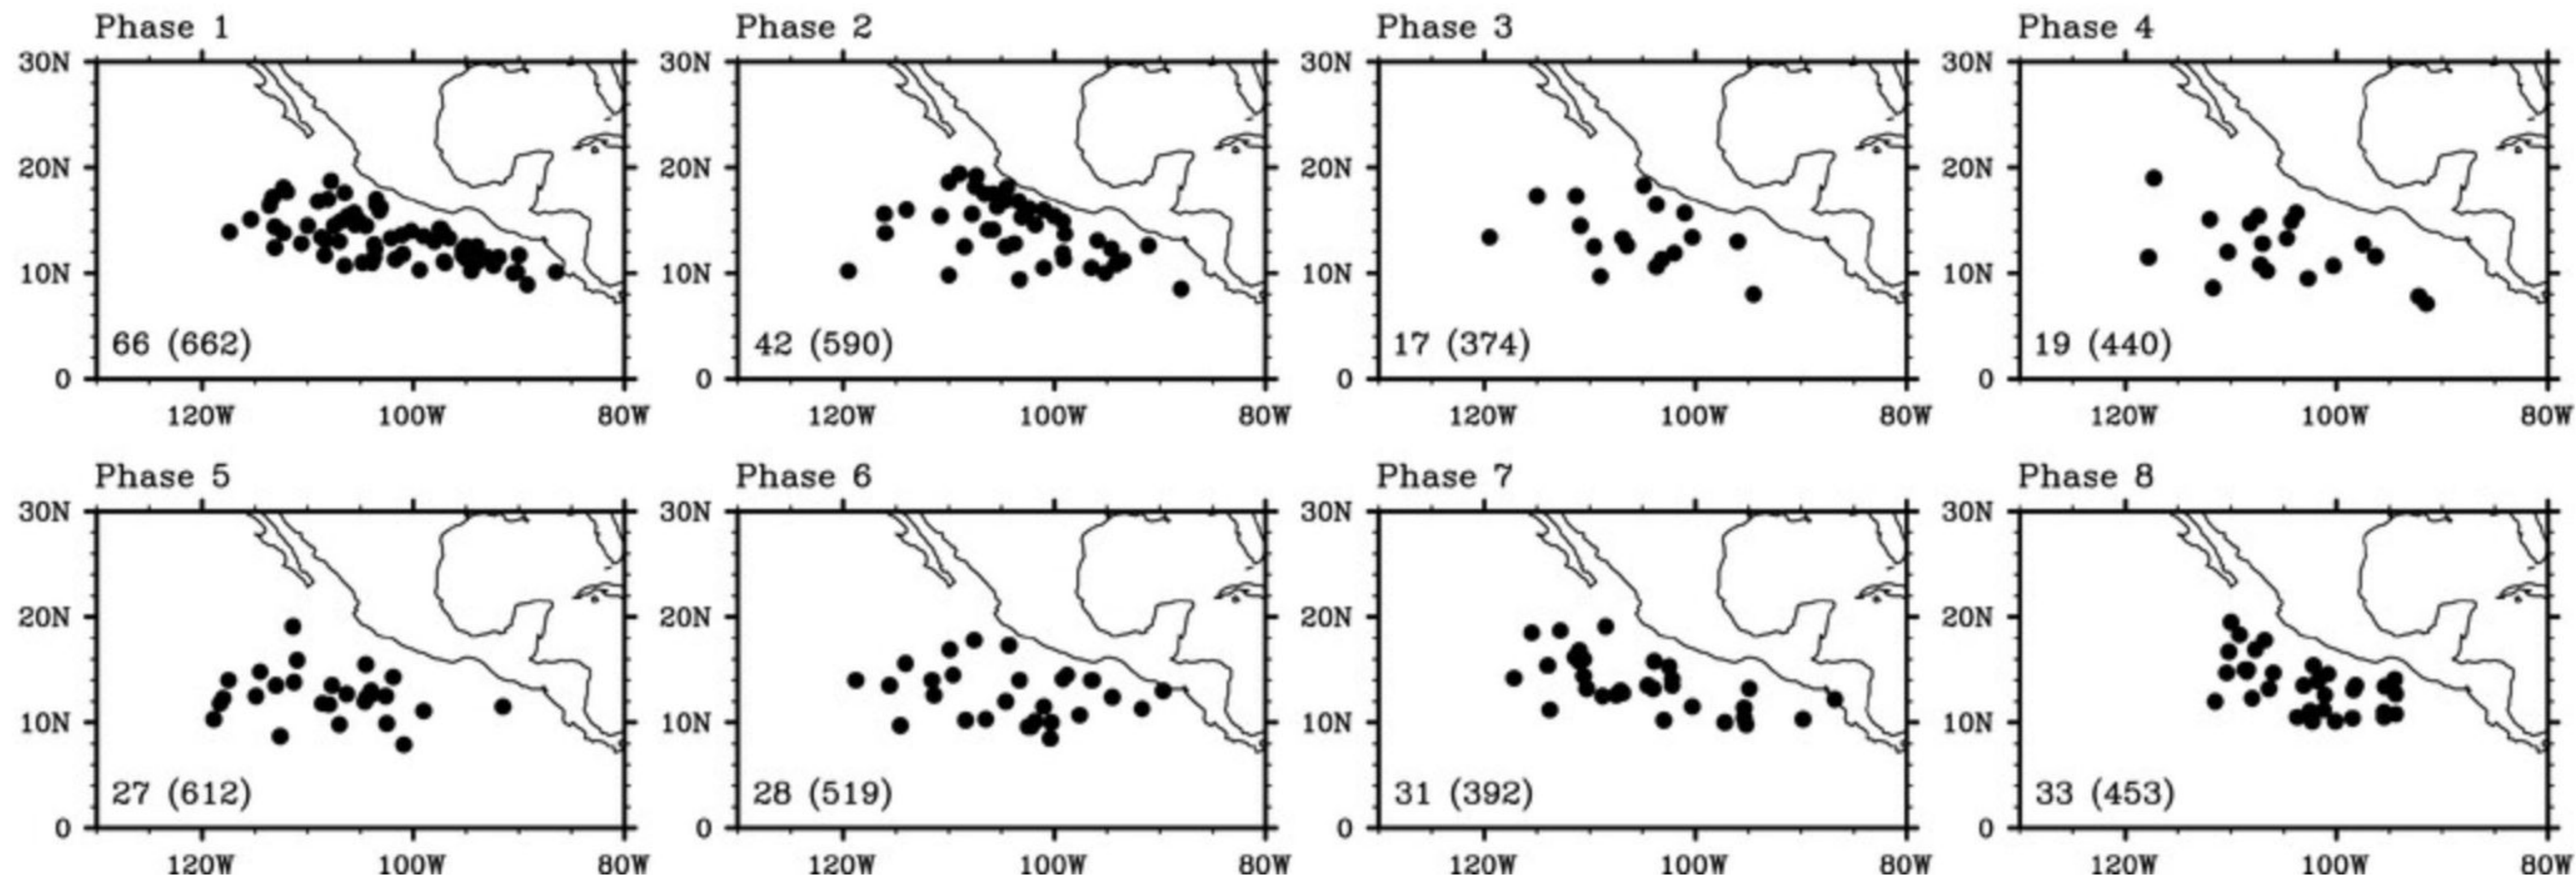 Phase 1
30N
20N
10N
0
66 (662)
120W 100W 80W
Phase 2
30N
20N
10N
0
42 (590)
120W 100W 80W
Phase 3
30N
20N
10N
0
17 (374)
120W 100W 80W
Phase 4
30N
20N
10N
0
19 (440)
120W 100W 80W
Phase 5
30N
20N
10N
0
27 (612)
120W 100W 80W
Phase 6
30N
20N
10N
0
28 (519)
120W 100W 80W
Phase 7
30N
20N
10N
0
31 (392)
120W 100W 80W
Phase 8
30N
20N
10N
0
33 (453)
120W 100W 80W